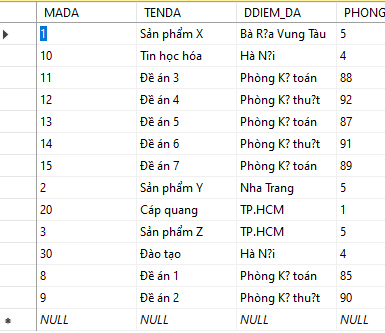 MADA TENDA DDIEM_DA PHONG
1 Sản phẩm X Bà R?a Vung Tàu 5
10 Tin học hóa Hà N?i 4
11 Đề án 3 Phòng K? toán 88
12 Đề án 4 Phòng K? thu?t 92
13 Đề án 5 Phòng K? toán 87
14 Đề án 6 Phòng K? thu?t 91
15 Đề án 7 Phòng K? toán 89
2 Sản phẩm Y Nha Trang 5
20 Cáp quang TP.HCM 1
3 Sản phẩm Z TP.HCM 5
30 Đào tạo Hà N?i 4
8 Đề án 1 Phòng K? toán 85
9 Đề án 2 Phòng K? thu?t 90
NULL NULL NULL NULL